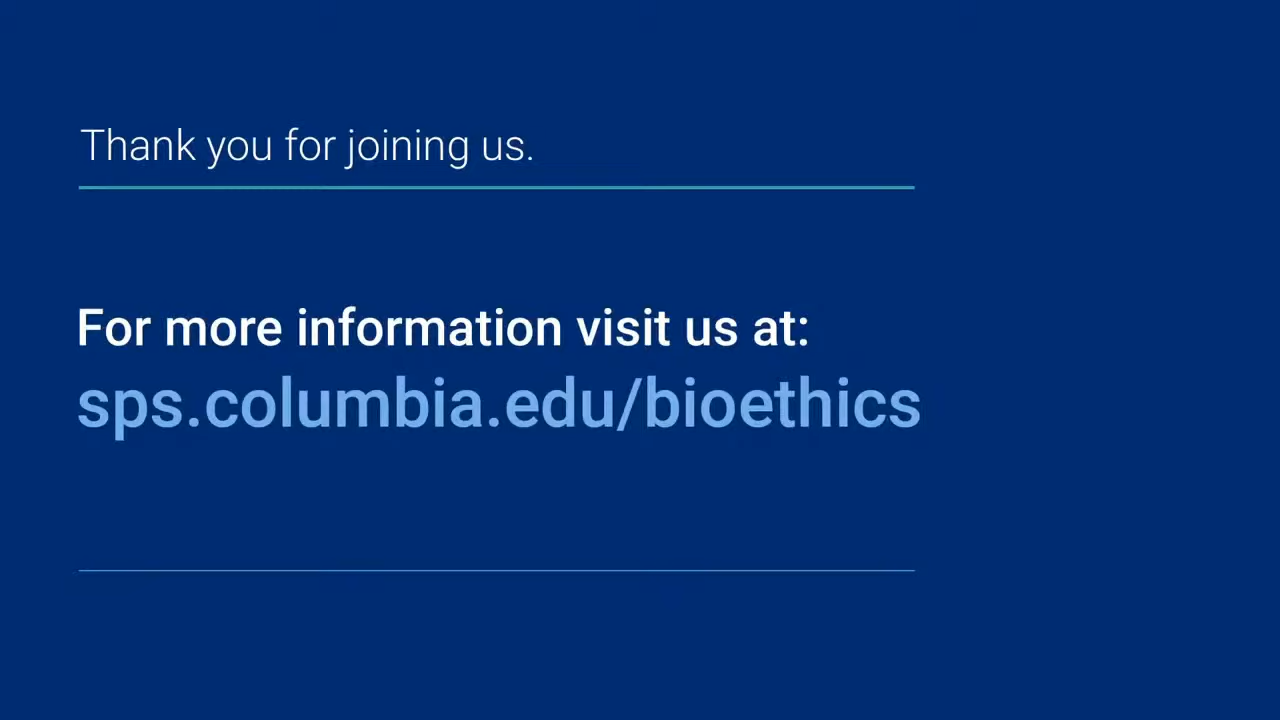 Thank you for joining us.
For more information visit us at:
sps.columbia.edu/bioethics